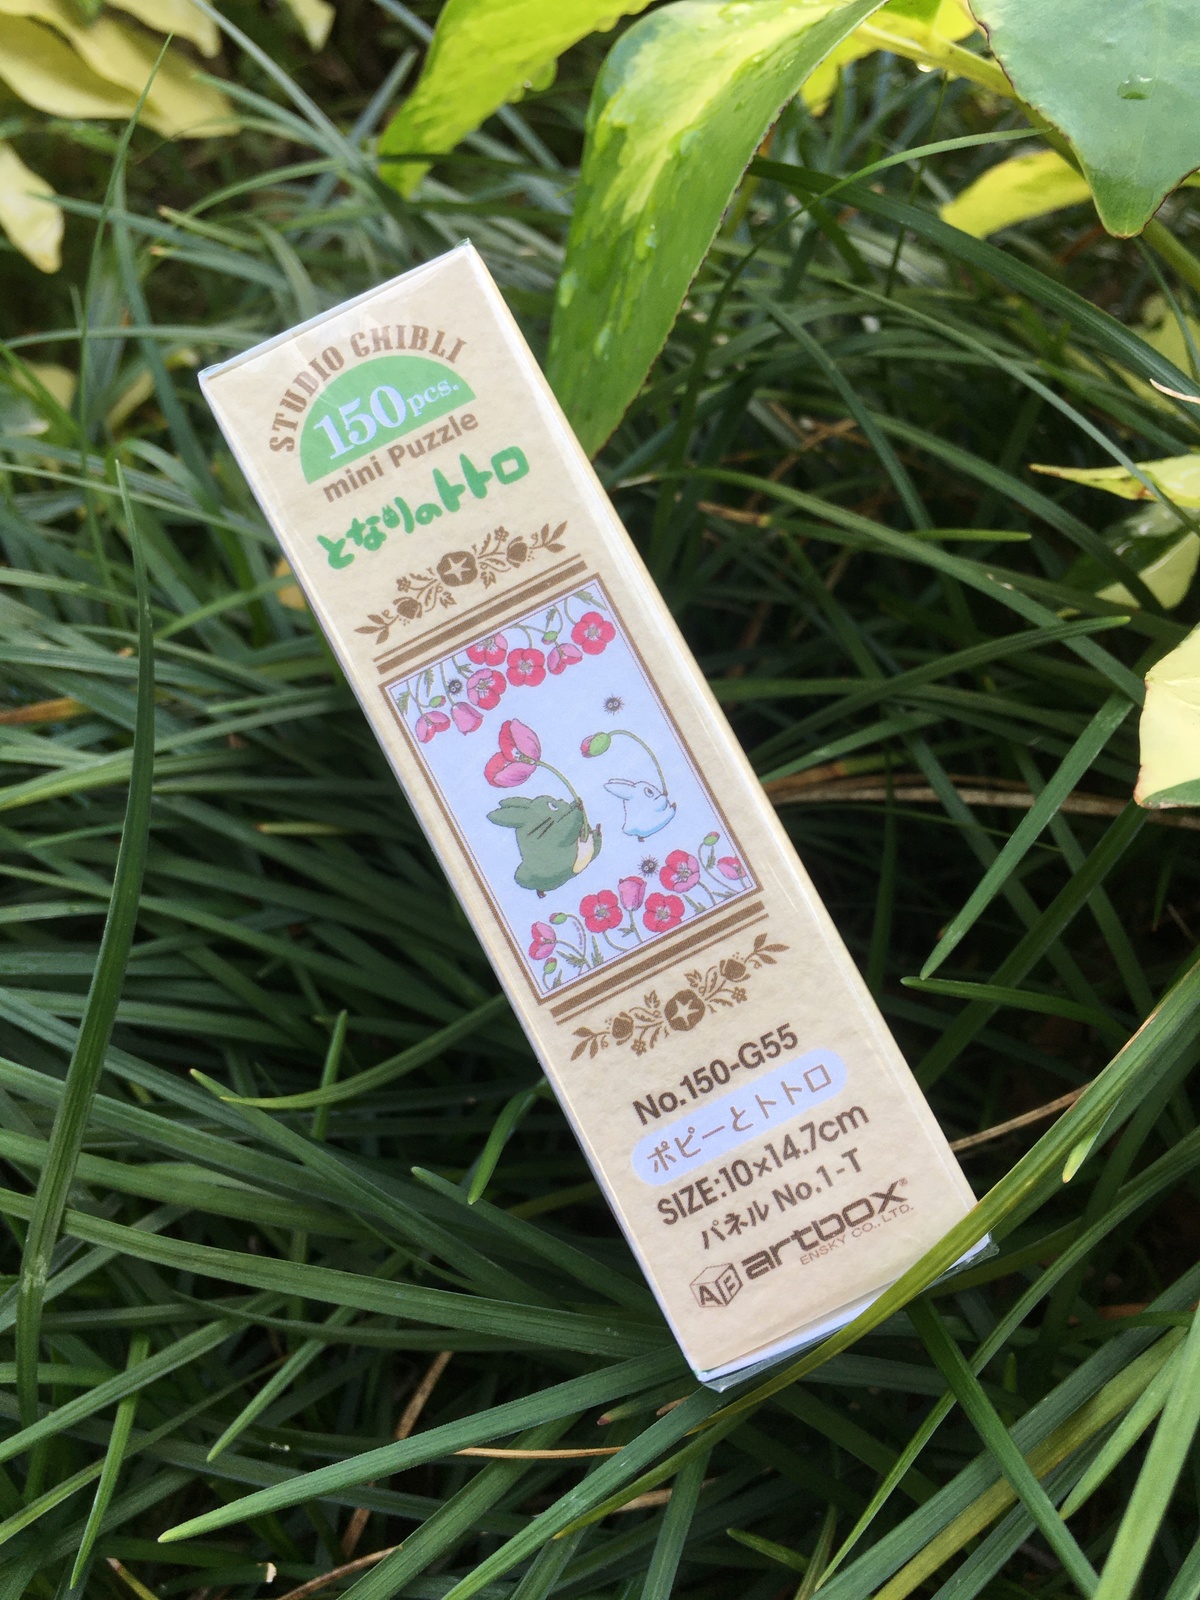 STUDIO GHIBLI
150pcs.
mini Puzzle
となりのトトロ
No.150-G55
ポピーとトトロ
SIZE:10×14.7cm
パネル No.1-T
AB artbox®
ENSKY CO.,LTD.